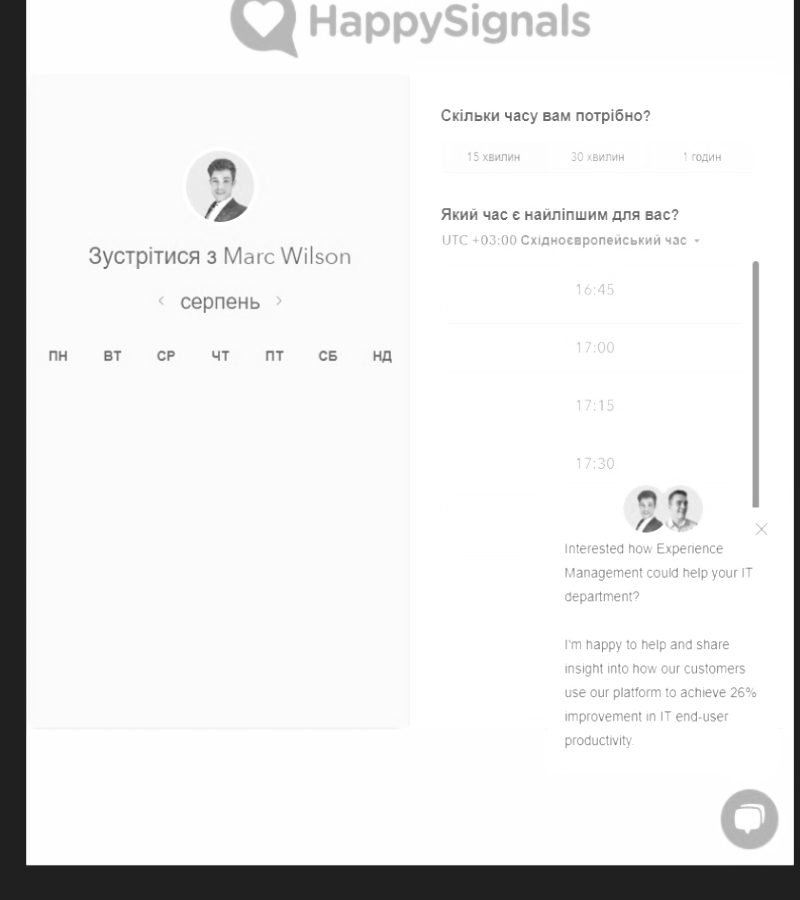 HappySignals
Зустрітися з Marc Wilson
серпень
ПН ВТ СР ЧТ ПТ СБ НД
Скільки часу вам потрібно?
15 хвилин 30 хвилин 1 годин
Який час є найліпшим для вас?
UTC +03:00 Східноєвропейський час
16:45
17:00
17:15
17:30
Interested how Experience
Management could help your IT
department?
I'm happy to help and share
insight into how our customers
use our platform to achieve 26%
improvement in IT end-user
productivity.